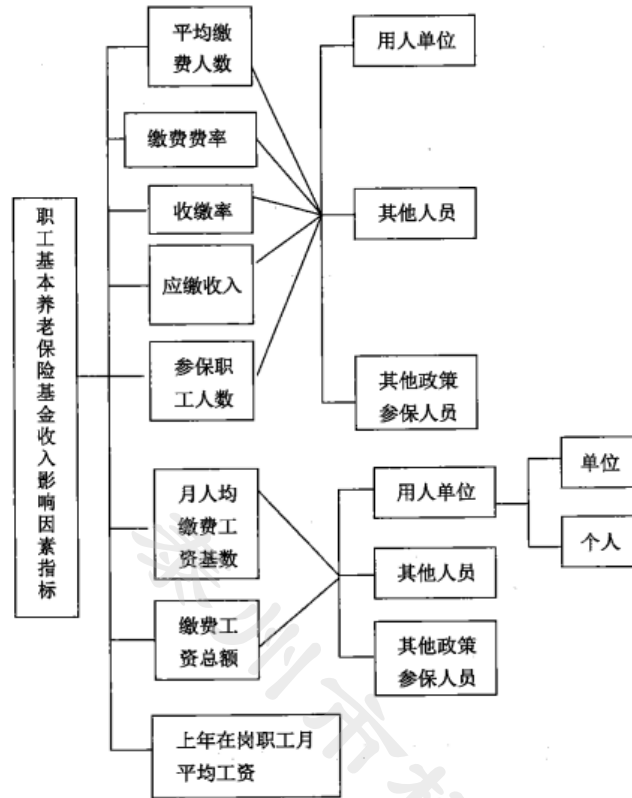 职工基本养老保险基金收入影响因素指标
平均缴
费人数
缴费费率
收缴率
应缴收入
参保职
工人数
月人均
缴费工
资基数
缴费工
资总额
上年在岗职工月
平均工资
用人单位
其他人员
其他政策
参保人员
用人单位
其他人员
其他政策
参保人员
单位
个人
泰州市